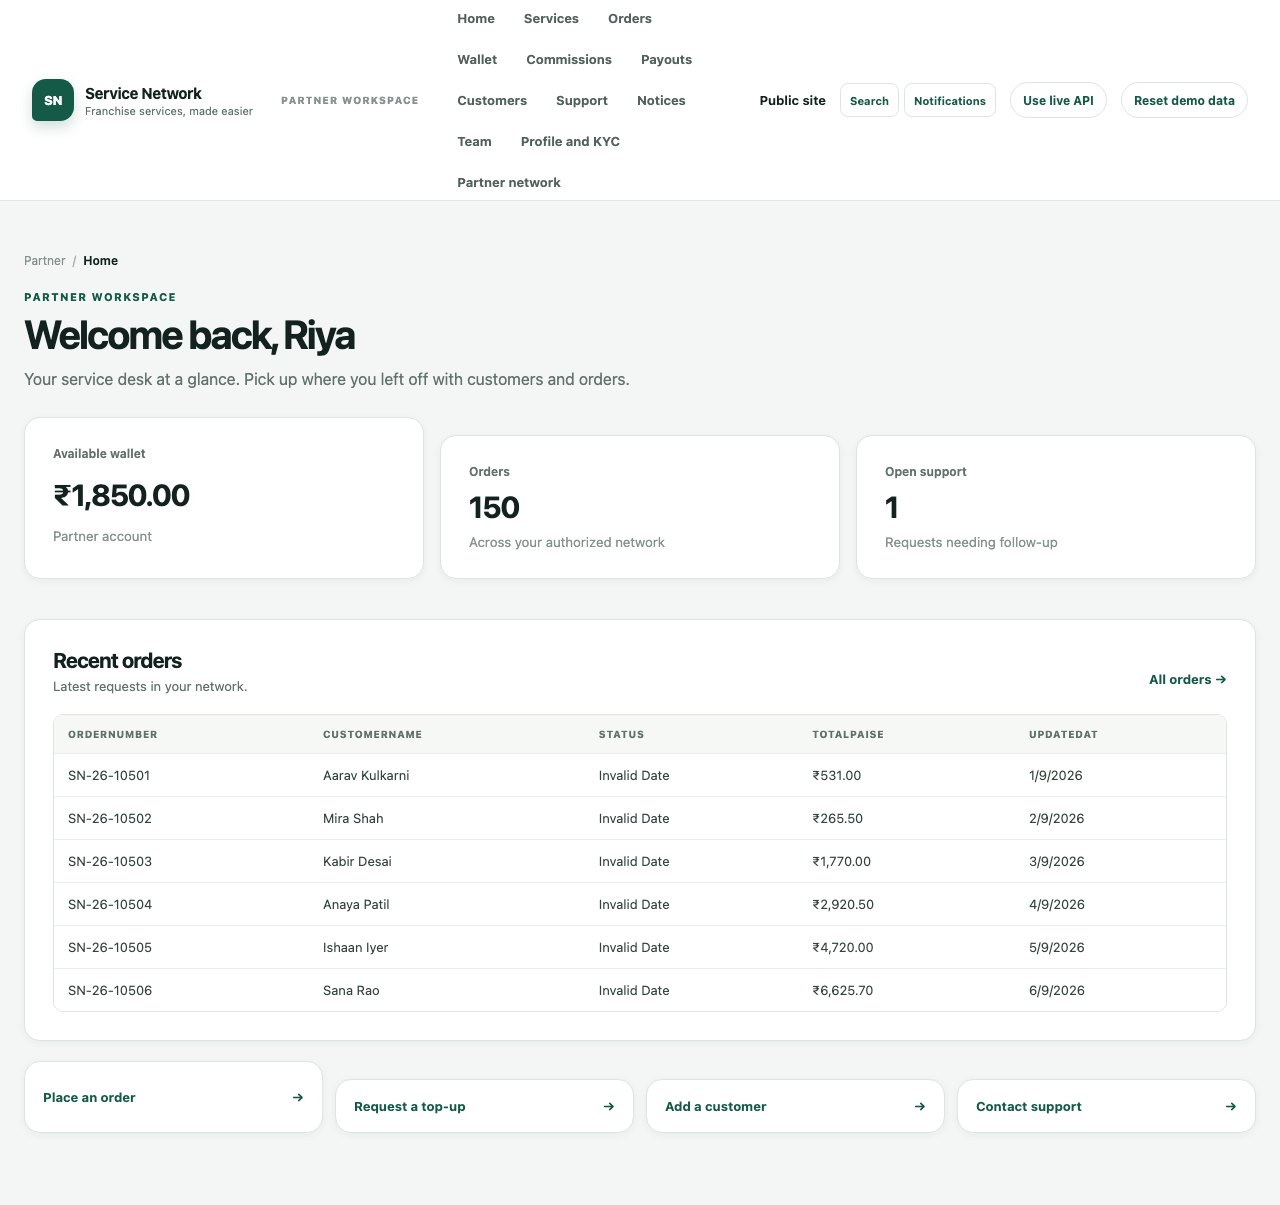 SN
Service Network
Franchise services, made easier
PARTNER WORKSPACE
Home Services Orders
Wallet Commissions Payouts
Customers Support Notices
Team Profile and KYC
Partner network
Public site Search Notifications Use live API Reset demo data
Partner / Home
PARTNER WORKSPACE
Welcome back, Riya
Your service desk at a glance. Pick up where you left off with customers and orders.
Available wallet
₹1,850.00
Partner account
Orders
150
Across your authorized network
Open support
1
Requests needing follow-up
Recent orders
Latest requests in your network.
All orders →
ORDERNUMBER CUSTOMERNAME STATUS TOTALPAISE UPDATEDAT
SN-26-10501 Aarav Kulkarni Invalid Date ₹531.00 1/9/2026
SN-26-10502 Mira Shah Invalid Date ₹265.50 2/9/2026
SN-26-10503 Kabir Desai Invalid Date ₹1,770.00 3/9/2026
SN-26-10504 Anaya Patil Invalid Date ₹2,920.50 4/9/2026
SN-26-10505 Ishaan Iyer Invalid Date ₹4,720.00 5/9/2026
SN-26-10506 Sana Rao Invalid Date ₹6,625.70 6/9/2026
Place an order →
Request a top-up →
Add a customer →
Contact support →